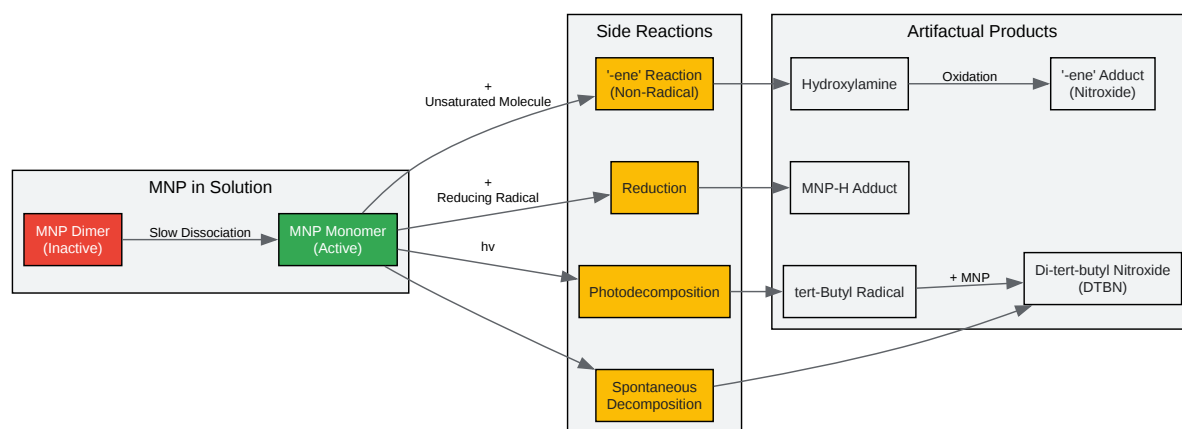 Side Reactions
Artifactual Products
'-ene' Reaction
(Non-Radical)
Hydroxylamine
Oxidation
'-ene' Adduct
(Nitroxide)
+
Unsaturated Molecule
MNP in Solution
+
Reducing Radical
Reduction
MNP-H Adduct
MNP Dimer
(Inactive)
Slow Dissociation
MNP Monomer
(Active)
hv
Photodecomposition
tert-Butyl Radical
+ MNP
Di-tert-butyl Nitroxide
(DTBN)
Spontaneous
Decomposition